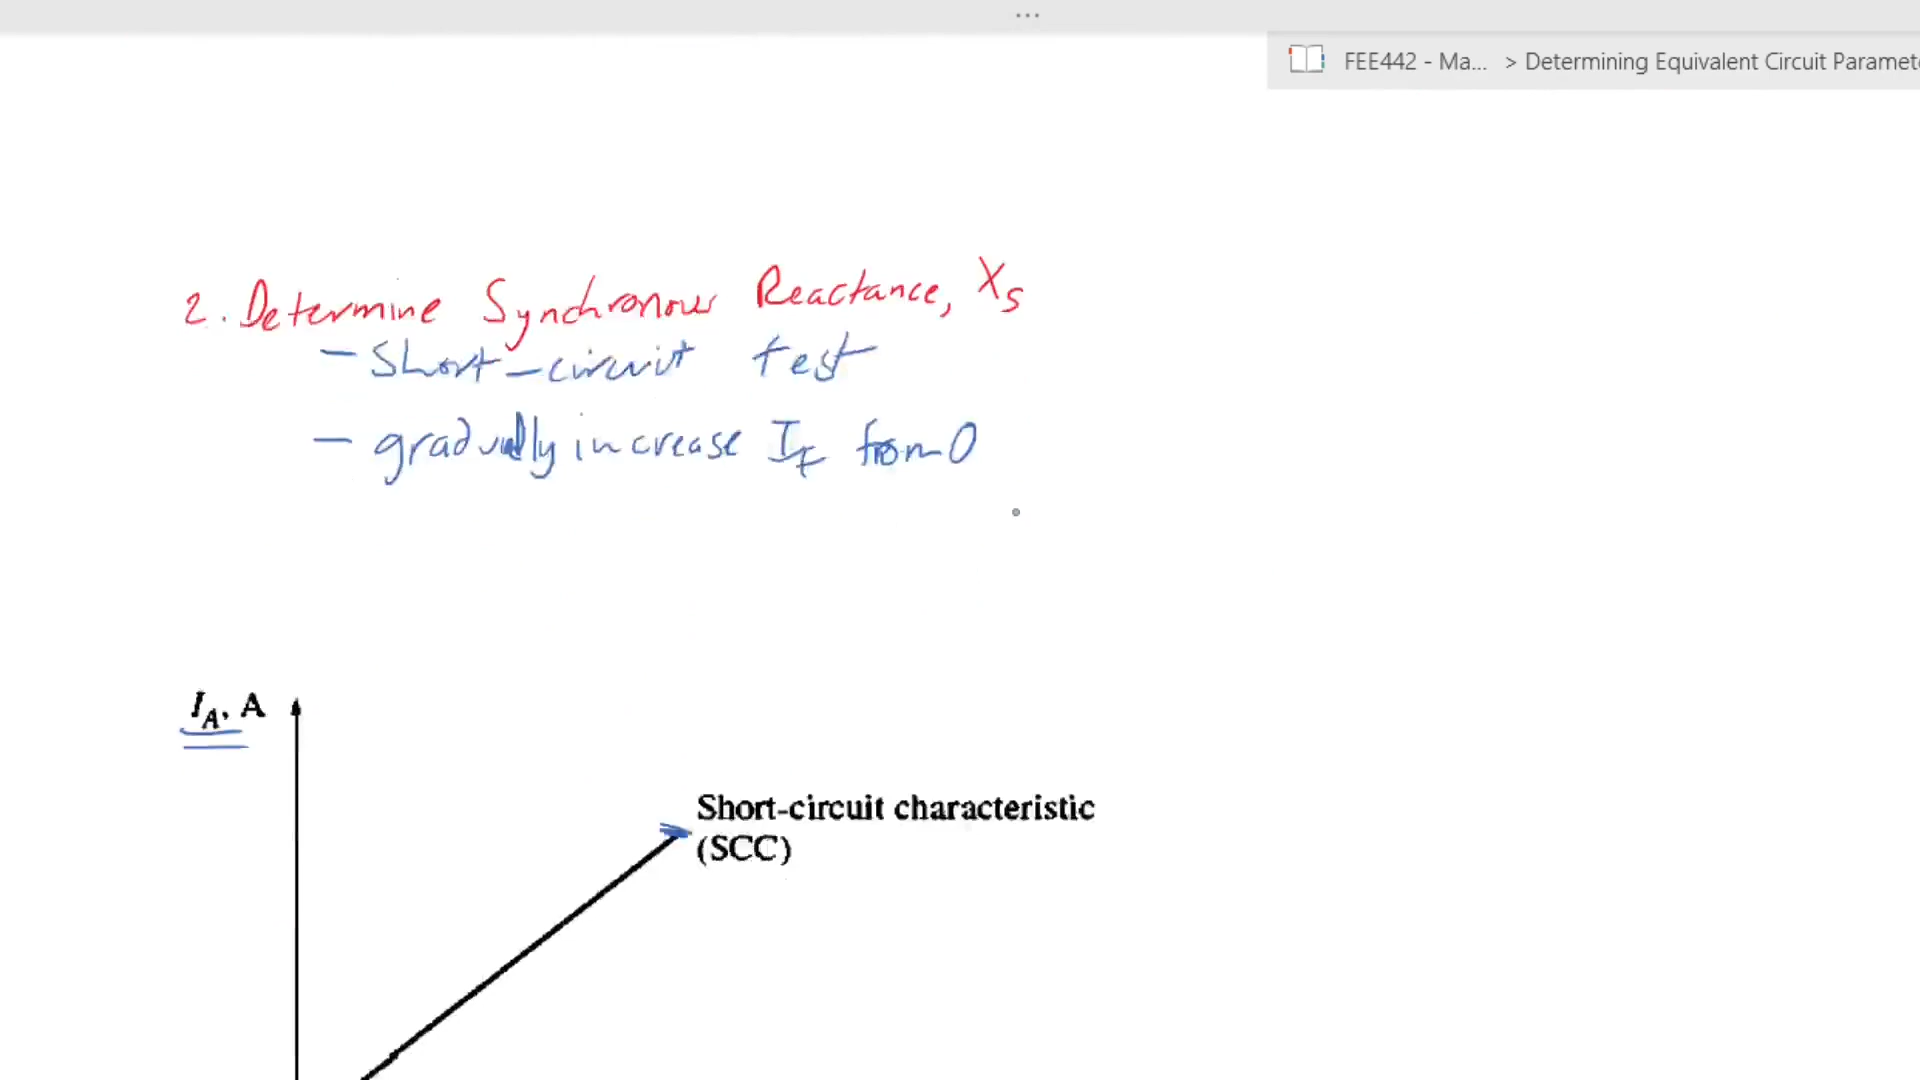 ...
FEE442 - Ma... > Determining Equivalent Circuit Paramet
2. Determine Synchronous Reactance, Xs
- Short-circuit test
- gradually increase If from 0
IA, A
Short-circuit characteristic
(SCC)